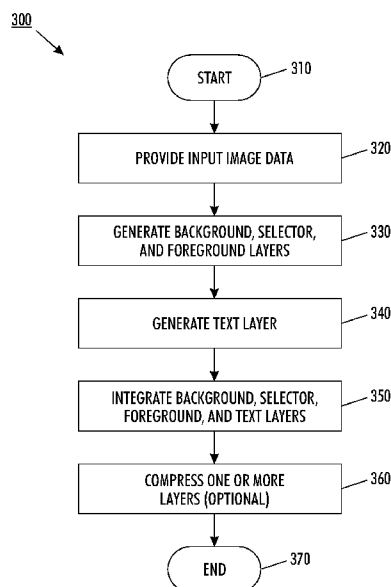 300
START
310
PROVIDE INPUT IMAGE DATA
320
GENERATE BACKGROUND, SELECTOR,
AND FOREGROUND LAYERS
330
GENERATE TEXT LAYER
340
INTEGRATE BACKGROUND, SELECTOR,
FOREGROUND, AND TEXT LAYERS
350
COMPRESS ONE OR MORE
LAYERS (OPTIONAL)
360
END
370